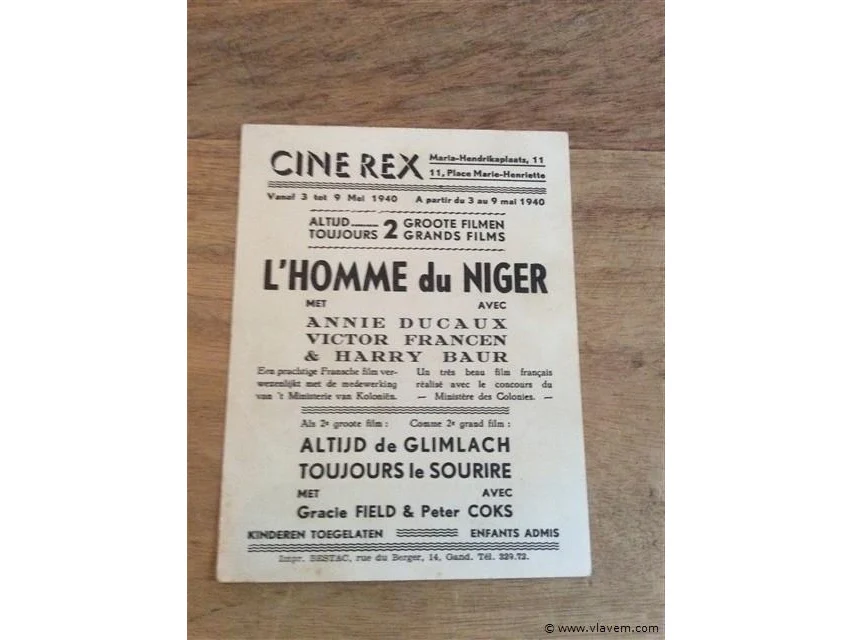 CINE REX
Maria-Hendrikaplaats, 11
11, Place Marie-Henriette
Vanaf 3 tot 9 Mei 1940 A partir du 3 au 9 mai 1940
ALTIJD 2 GROOTE FILMEN
TOUJOURS GRANDS FILMS
L'HOMME du NIGER
MET AVEC
ANNIE DUCAUX
VICTOR FRANCEN
& HARRY BAUR
Een prachtige Fransche film ver-
wezenlijkt met de medewerking
van 't Ministerie van Koloniën.
Un très beau film français
réalisé avec le concours du
— Ministère des Colonies. —
Als 2e groote film : Comme 2e grand film :
ALTIJD de GLIMLACH
TOUJOURS le SOURIRE
MET AVEC
Gracie FIELD & Peter COKS
KINDEREN TOEGELATEN ENFANTS ADMIS
Impr. BESTAC, rue du Berger, 14, Gand. Tél. 329.72.
© www.vlavem.com